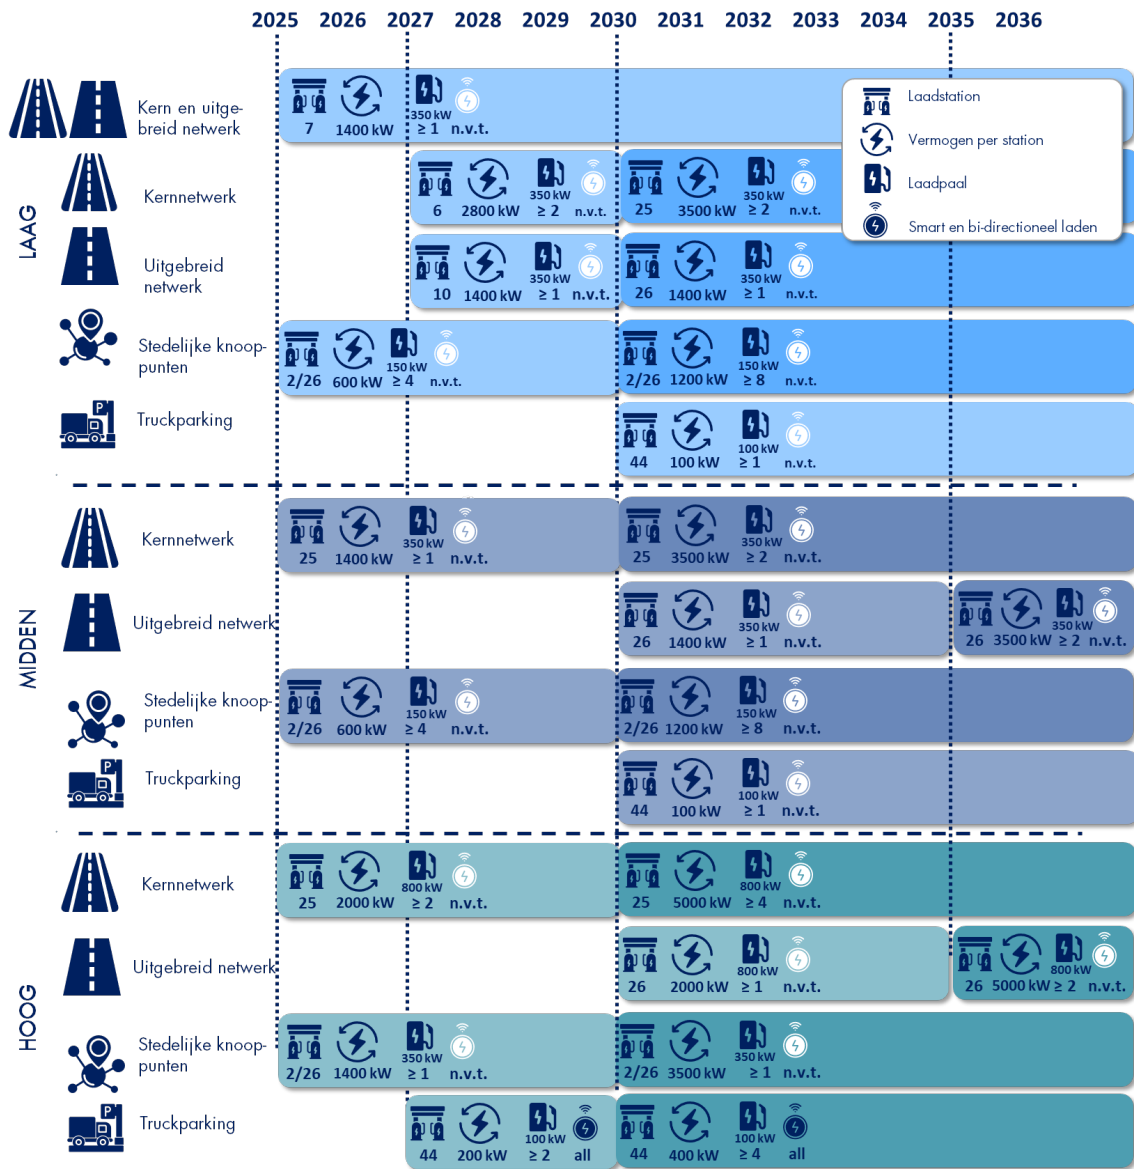 2025 2026 2027 2028 2029 2030 2031 2032 2033 2034 2035 2036
LAAG
Kern en uitge-
breid netwerk
7 1400 kW 350 kW ≥ 1 n.v.t.
Laadstation
Vermogen per station
Laadpaal
Smart en bi-directioneel laden
Kernnetwerk
6 2800 kW 350 kW ≥ 2 n.v.t.
25 3500 kW 350 kW ≥ 2 n.v.t.
Uitgebreid
netwerk
10 1400 kW 350 kW ≥ 1 n.v.t.
26 1400 kW 350 kW ≥ 1 n.v.t.
Stedelijke knoop-
punten
2/26 600 kW 150 kW ≥ 4 n.v.t.
2/26 1200 kW 150 kW ≥ 8 n.v.t.
P
Truckparking
44 100 kW 100 kW ≥ 1 n.v.t.
MIDDEN
Kernnetwerk
25 1400 kW 350 kW ≥ 1 n.v.t.
25 3500 kW 350 kW ≥ 2 n.v.t.
Uitgebreid netwerk
26 1400 kW 350 kW ≥ 1 n.v.t.
26 3500 kW 350 kW ≥ 2 n.v.t.
Stedelijke knoop-
punten
2/26 600 kW 150 kW ≥ 4 n.v.t.
2/26 1200 kW 150 kW ≥ 8 n.v.t.
P
Truckparking
44 100 kW 100 kW ≥ 1 n.v.t.
HOOG
Kernnetwerk
25 2000 kW 800 kW ≥ 2 n.v.t.
25 5000 kW 800 kW ≥ 4 n.v.t.
Uitgebreid netwerk
26 2000 kW 800 kW ≥ 1 n.v.t.
26 5000 kW 800 kW ≥ 2 n.v.t.
Stedelijke knoop-
punten
2/26 1400 kW 350 kW ≥ 1 n.v.t.
2/26 3500 kW 350 kW ≥ 1 n.v.t.
P
Truckparking
44 200 kW 100 kW ≥ 2 all
44 400 kW 100 kW ≥ 4 all